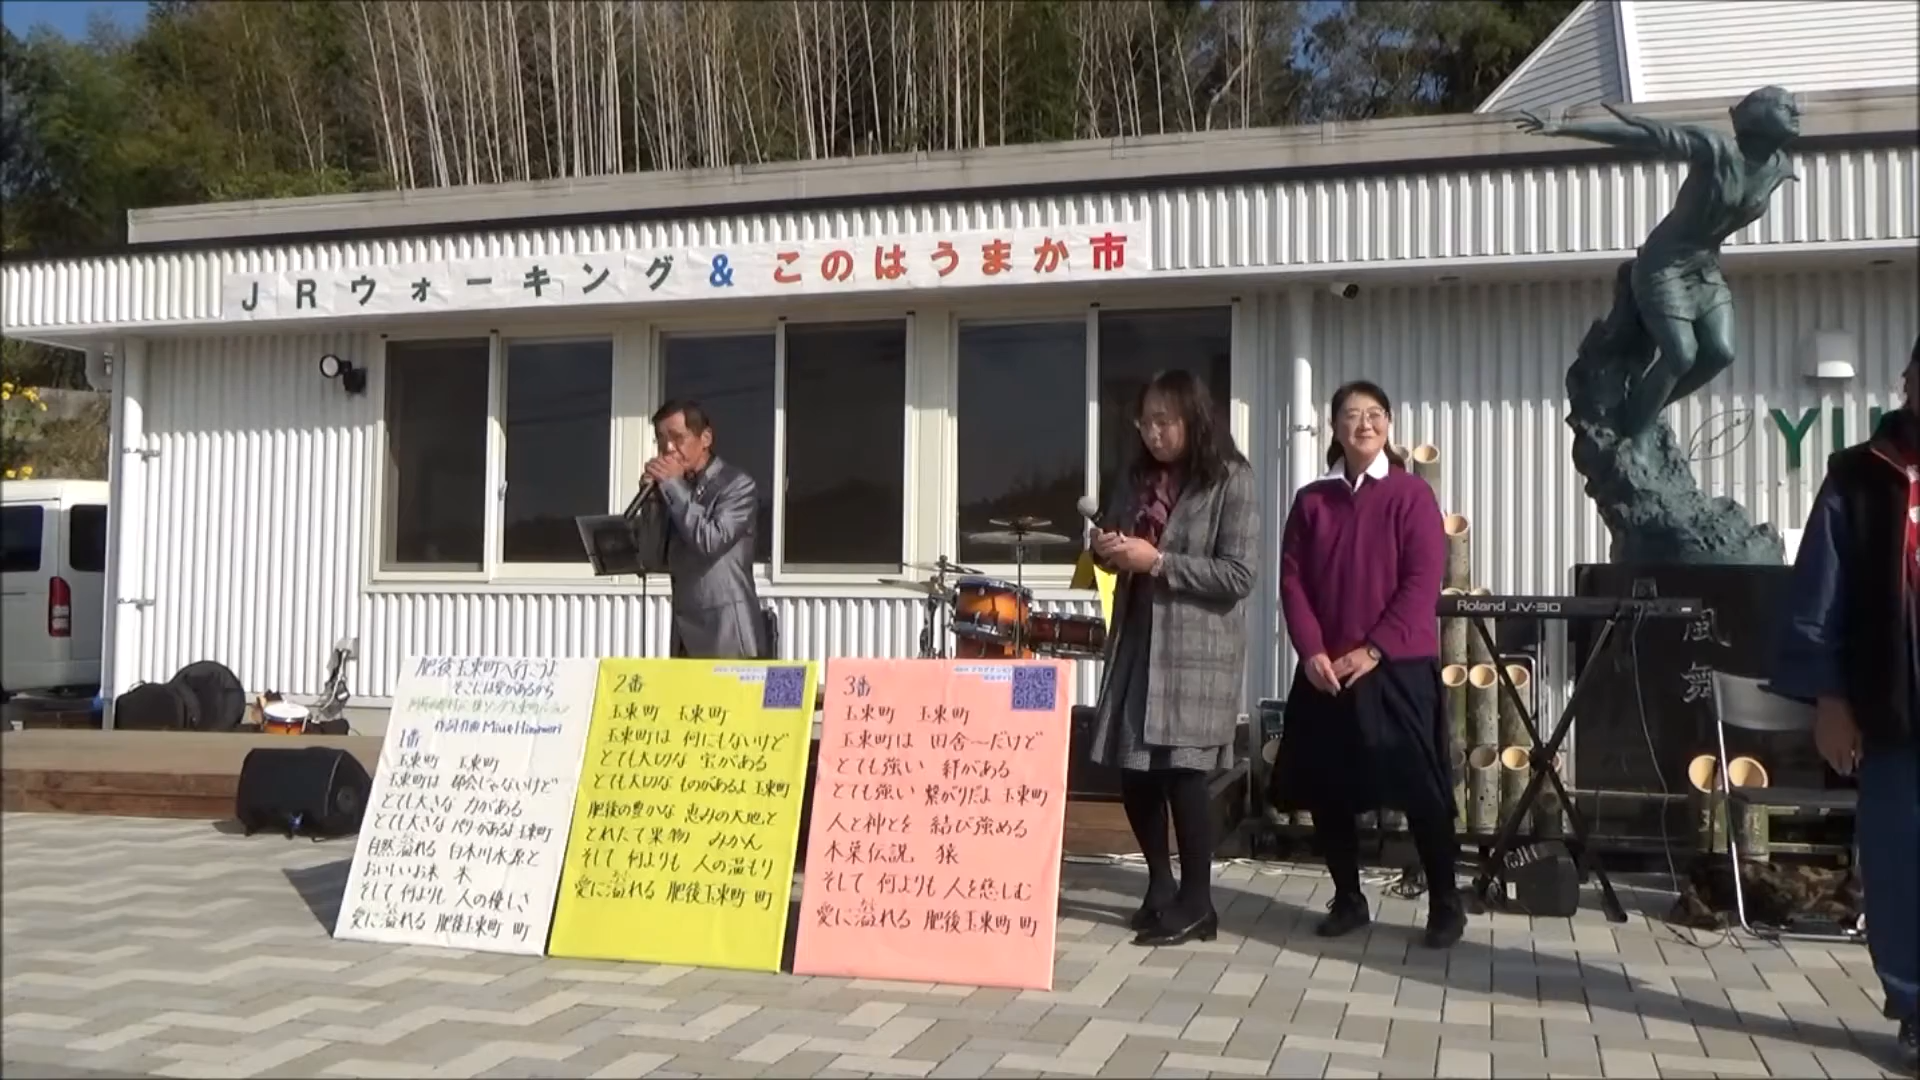 JRウォーキング&このはうまか市
YU
Roland JV-30
風舞
肥後玉東町へ行こうよ
そこには愛があるから
作詞作曲 Miue Hinomori
1番
玉東町 玉東町
玉東町は 都会じゃないけど
とても大きな 力がある
とても大きな パワーがあるよ 玉東町
自然溢れる 白木川水源と
おいしいお米 米
そして 何よりも 人の優しさ
愛に溢れる 肥後玉東町 町
2番
玉東町 玉東町
玉東町は 何にもないけど
とても大切な 宝がある
とても大切な ものがあるよ 玉東町
肥後の豊かな 恵みの大地と
とれたて果物 みかん
そして 何よりも 人の温もり
愛に溢れる 肥後玉東町 町
3番
玉東町 玉東町
玉東町は 田舎〜だけど
とても強い 絆がある
とても強い 繋がりだよ 玉東町
人と神とを 結び強める
木葉伝説 猿
そして 何よりも 人を慈しむ
愛に溢れる 肥後玉東町 町